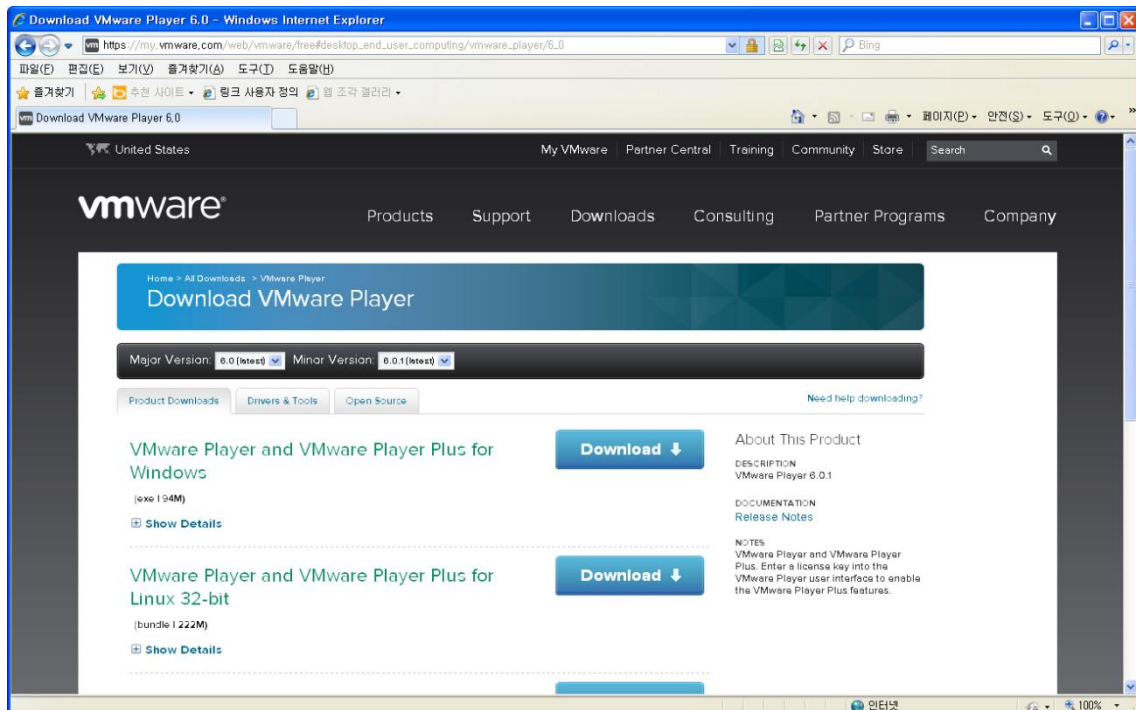 Download VMware Player 6.0 - Windows Internet Explorer
https://my.vmware.com/web/vmware/free#desktop_end_user_computing/vmware_player/6_0
Bing
파일(F) 편집(E) 보기(V) 즐겨찾기(A) 도구(T) 도움말(H)
즐겨찾기 추천 사이트 링크 사용자 정의 웹 조각 갤러리
vm Download VMware Player 6.0
페이지(P) 안전(S) 도구(O) »
United States My VMware Partner Central Training Community Store Search
vmware®
Products Support Downloads Consulting Partner Programs Company
Home > All Downloads > VMware Player
Download VMware Player
Major Version: 6.0 (latest) Minor Version: 6.0.1 (latest)
Product Downloads Drivers & Tools Open Source Need help downloading?
VMware Player and VMware Player Plus for
Windows
(exe | 94M)
Show Details
Download
VMware Player and VMware Player Plus for
Linux 32-bit
(bundle | 222M)
Show Details
Download
About This Product
DESCRIPTION
VMware Player 6.0.1
DOCUMENTATION
Release Notes
NOTES
VMware Player and VMware Player
Plus. Enter a license key into the
VMware Player user interface to enable
the VMware Player Plus features.
인터넷 100%